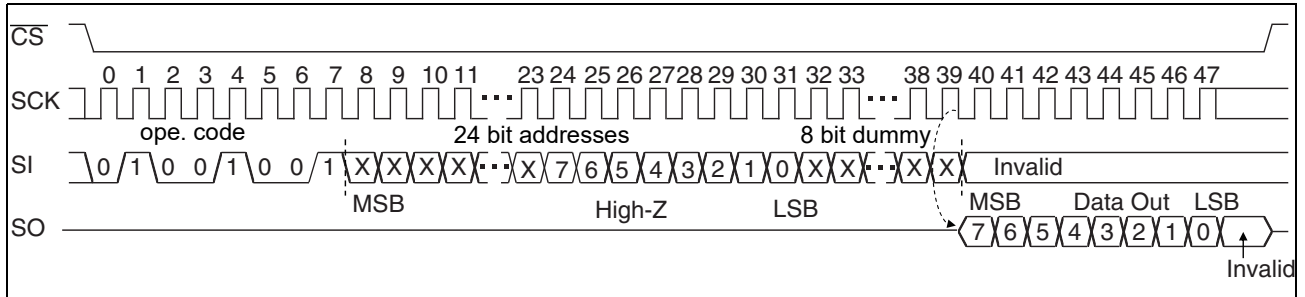 CS
0 1 2 3 4 5 6 7 8 9 10 11 23 24 25 26 27 28 29 30 31 32 33 38 39 40 41 42 43 44 45 46 47
SCK
ope. code 24 bit addresses 8 bit dummy
SI 0 1 0 0 1 0 0 1 X X X X X 7 6 5 4 3 2 1 0 X X X X Invalid
MSB High-Z LSB MSB Data Out LSB
SO 7 6 5 4 3 2 1 0
Invalid